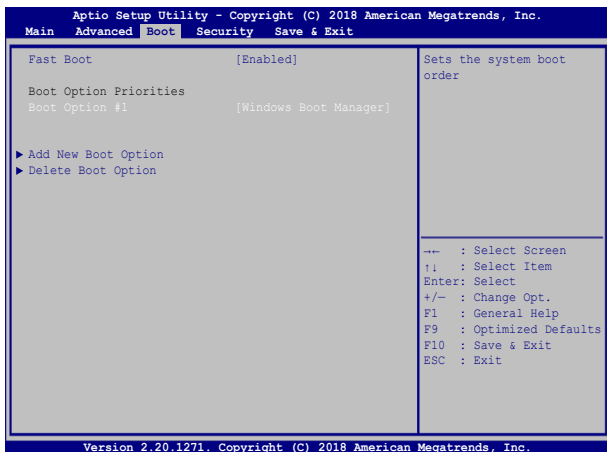 Aptio Setup Utility - Copyright (C) 2018 American Megatrends, Inc.
Main Advanced Boot Security Save & Exit
Fast Boot [Enabled]
Boot Option Priorities
Boot Option #1 [Windows Boot Manager]
▶ Add New Boot Option
▶ Delete Boot Option
Sets the system boot
order
→← : Select Screen
↑↓ : Select Item
Enter: Select
+/— : Change Opt.
F1 : General Help
F9 : Optimized Defaults
F10 : Save & Exit
ESC : Exit
Version 2.20.1271. Copyright (C) 2018 American Megatrends, Inc.